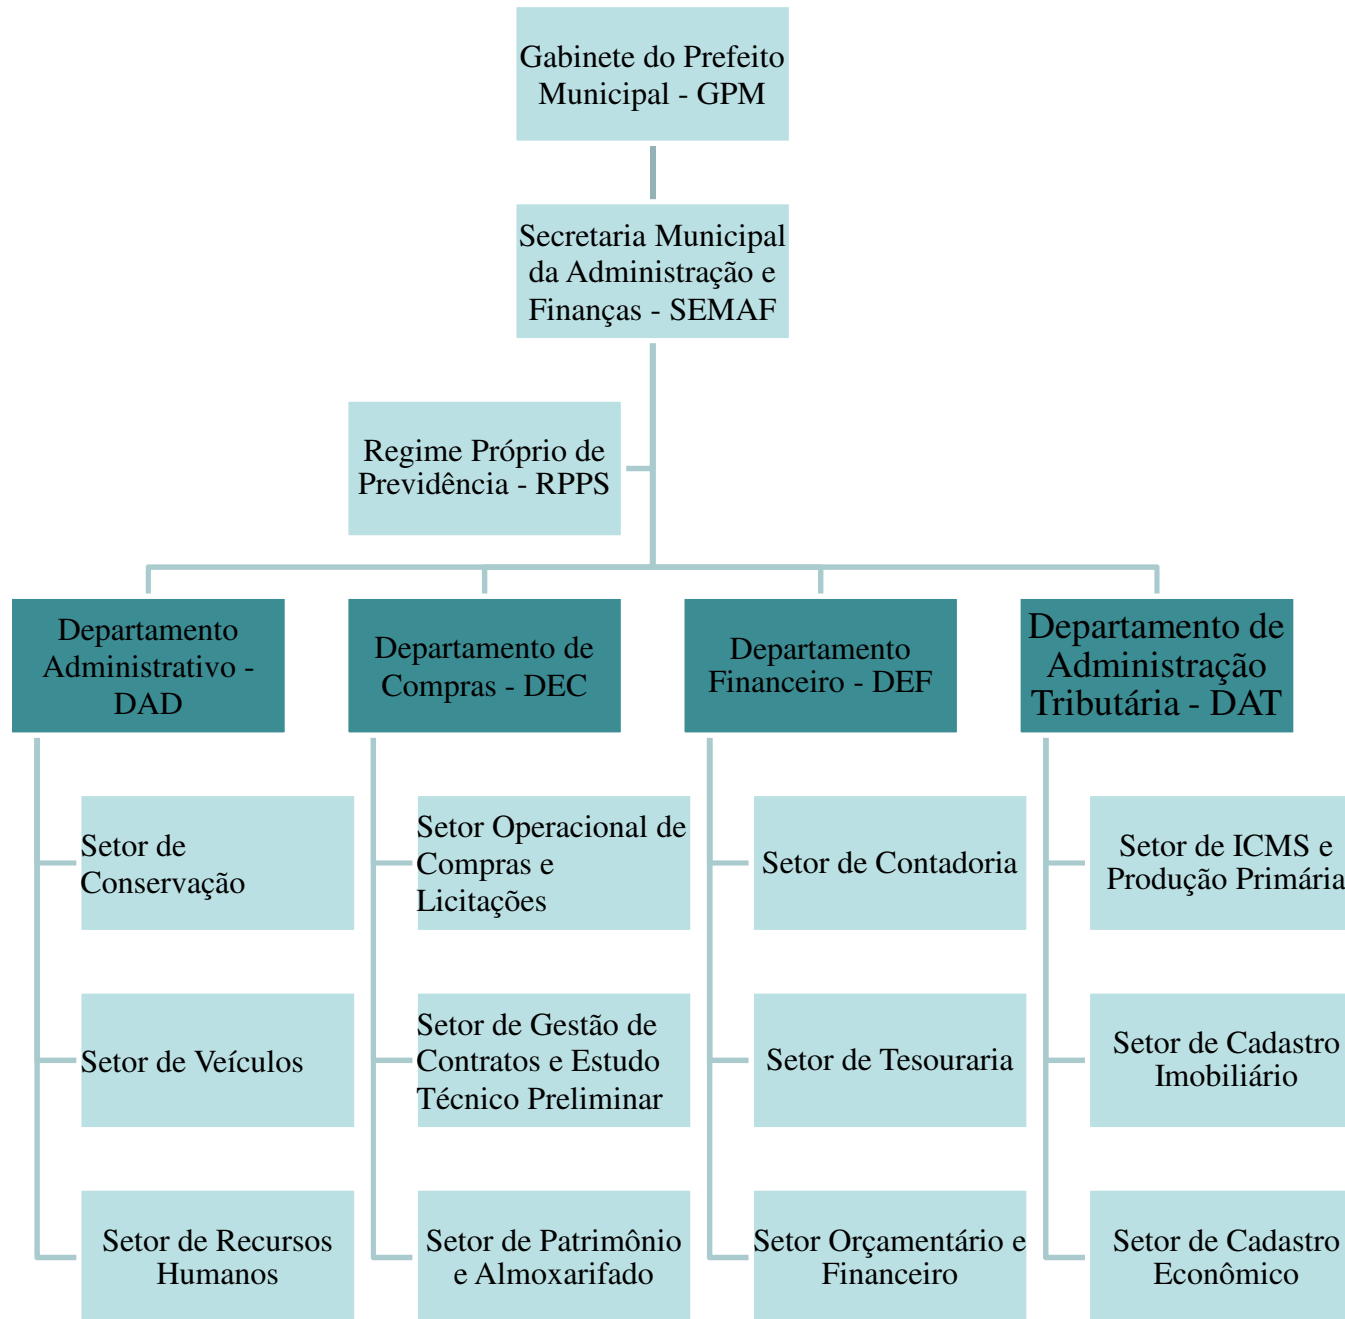 Gabinete do Prefeito
Municipal - GPM
Secretaria Municipal
da Administração e
Finanças - SEMAF
Regime Próprio de
Previdência - RPPS
Departamento
Administrativo -
DAD
Departamento de
Compras - DEC
Departamento
Financeiro - DEF
Departamento de
Administração
Tributária - DAT
Setor de
Conservação
Setor Operacional de
Compras e
Licitações
Setor de Contadoria
Setor de ICMS e
Produção Primária
Setor de Veículos
Setor de Gestão de
Contratos e Estudo
Técnico Preliminar
Setor de Tesouraria
Setor de Cadastro
Imobiliário
Setor de Recursos
Humanos
Setor de Patrimônio
e Almoxarifado
Setor Orçamentário e
Financeiro
Setor de Cadastro
Econômico